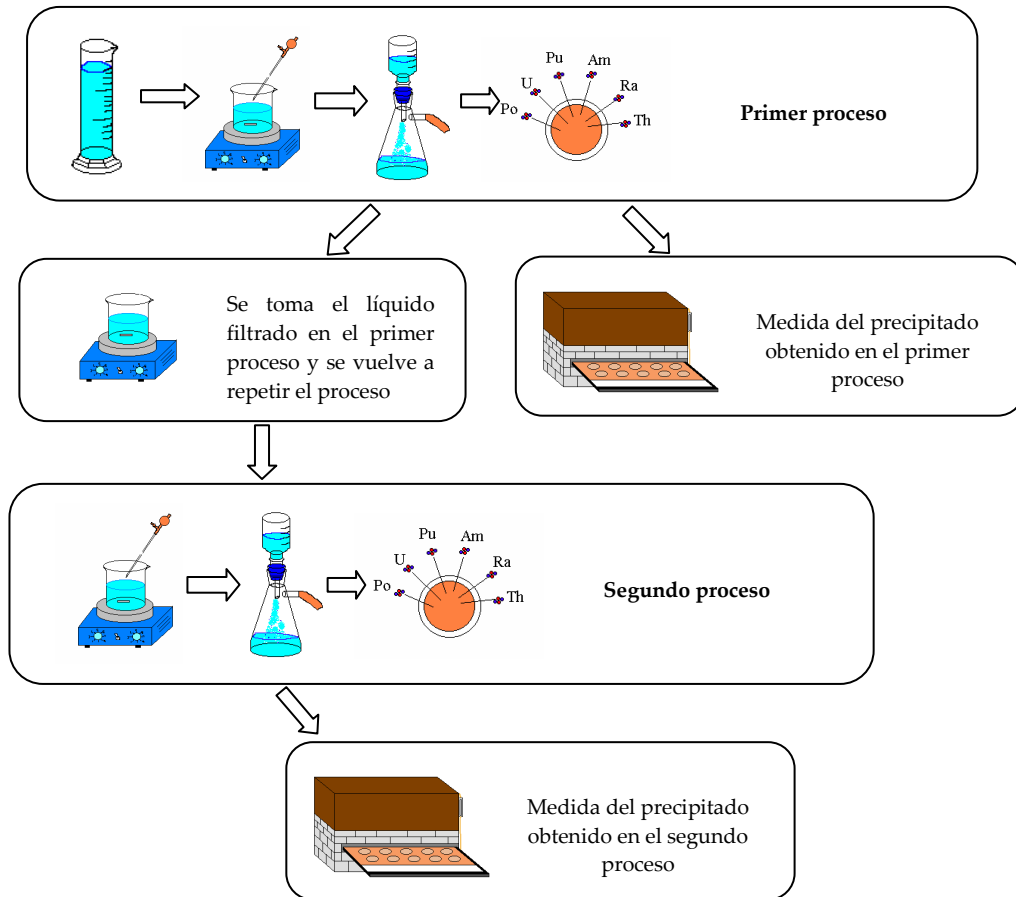 Pu
Am
U
Ra
Po
Th
Primer proceso
Se toma el líquido
filtrado en el primer
proceso y se vuelve a
repetir el proceso
Medida del precipitado
obtenido en el primer
proceso
Pu
Am
U
Ra
Po
Th
Segundo proceso
Medida del precipitado
obtenido en el segundo
proceso